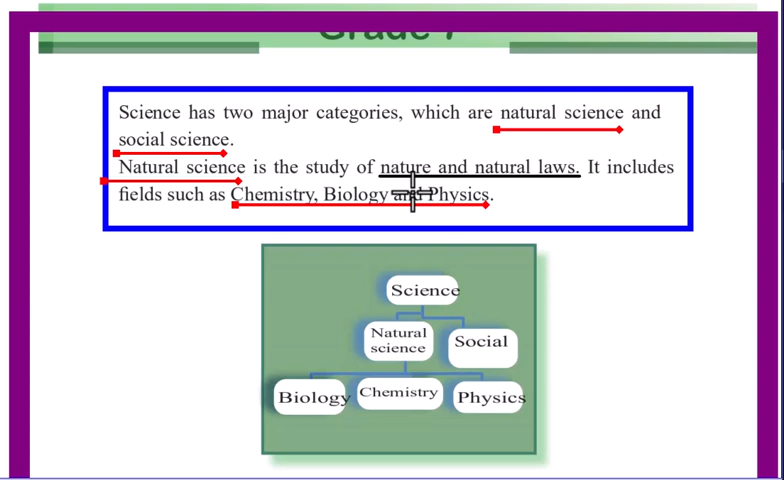 Grade 7
Science has two major categories, which are natural science and
social science.
Natural science is the study of nature and natural laws. It includes
fields such as Chemistry, Biology and Physics.
Science
Natural
science
Social
Biology
Chemistry
Physics